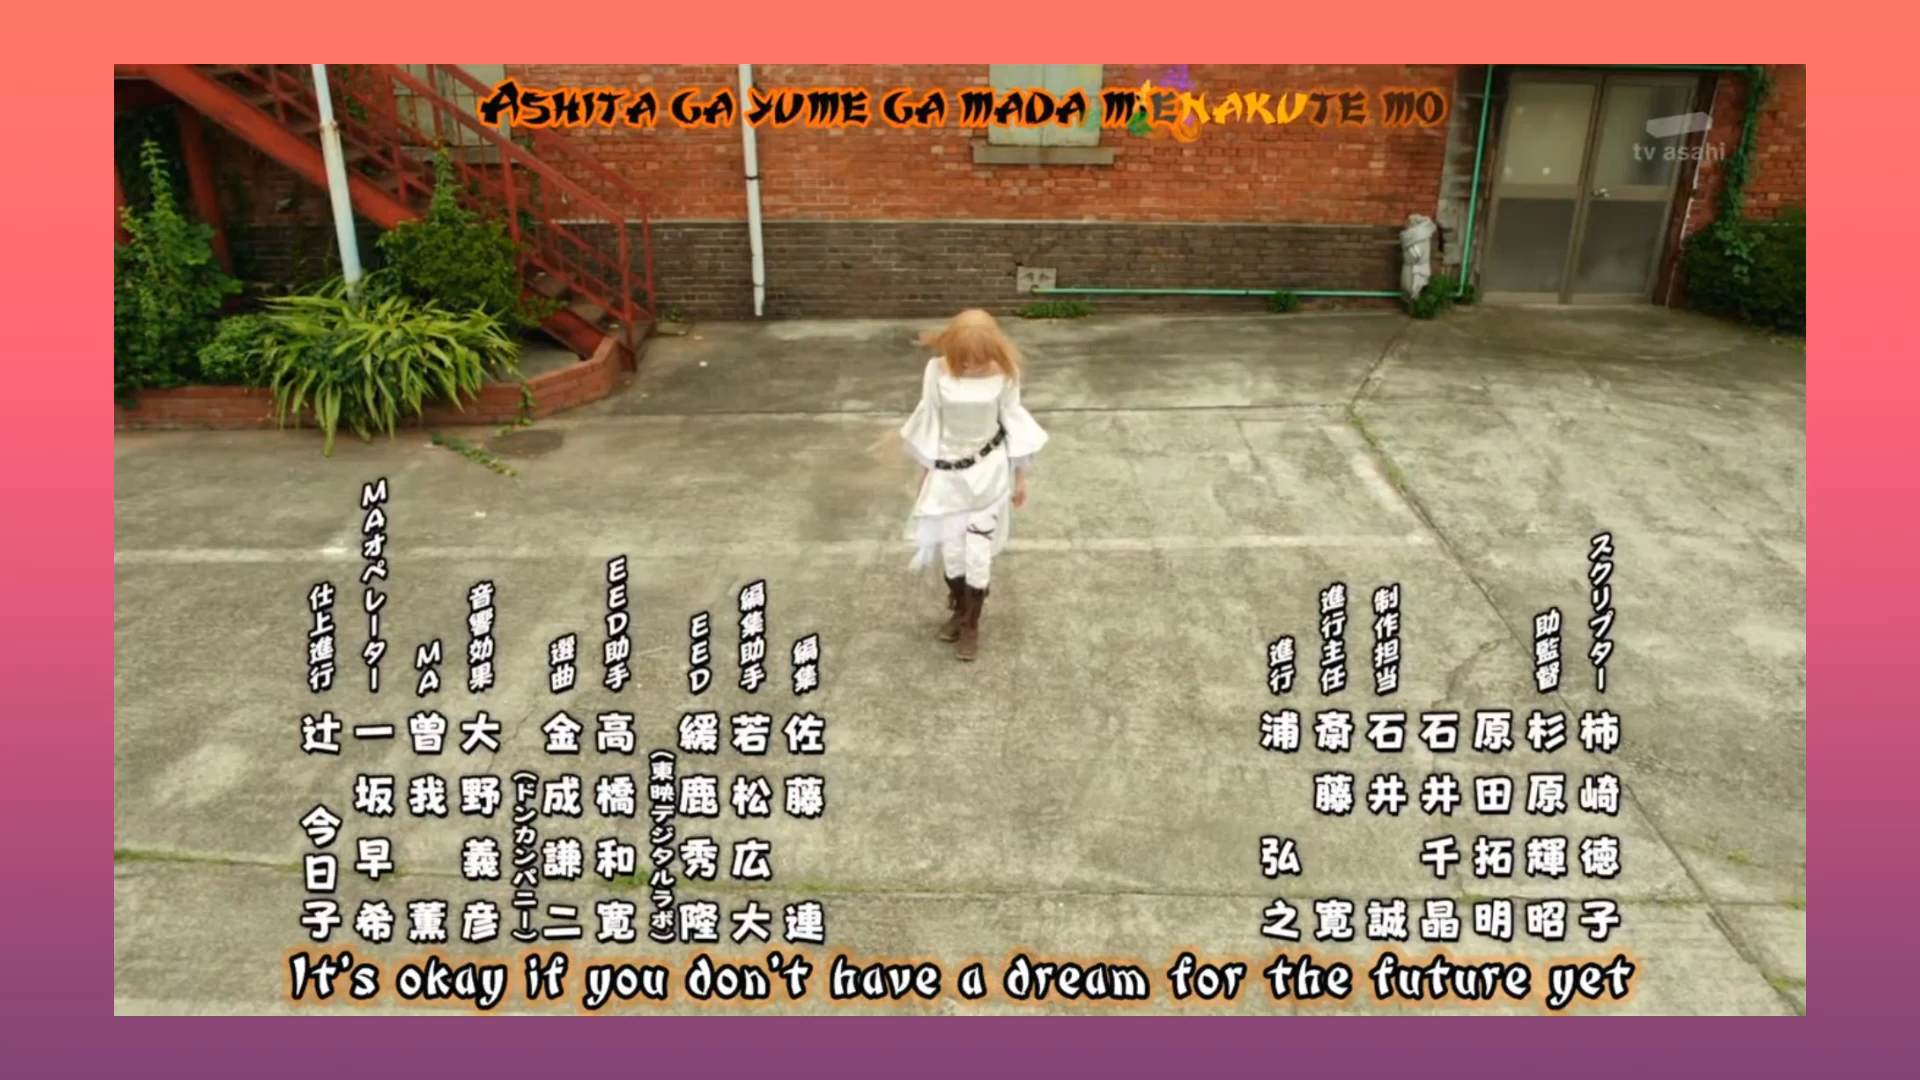 Ashita ga yume ga mada mienakute mo
tv asahi
スクリプター 柿崎徳子
助監督 杉原輝昭
原田拓明
石井千晶
制作担当 石井誠
進行主任 斎藤寛
進行 浦弘之
編集 佐藤連
編集助手 若松広大
EED 緩鹿秀隆
(東映デジタルラボ)
EED助手 高橋和寛
選曲 金成謙二
(ドンカンパニー)
音響効果 大野義彦
MA 曽我薫
MAオペレーター 一坂早希
仕上進行 辻今日子
It's okay if you don't have a dream for the future yet